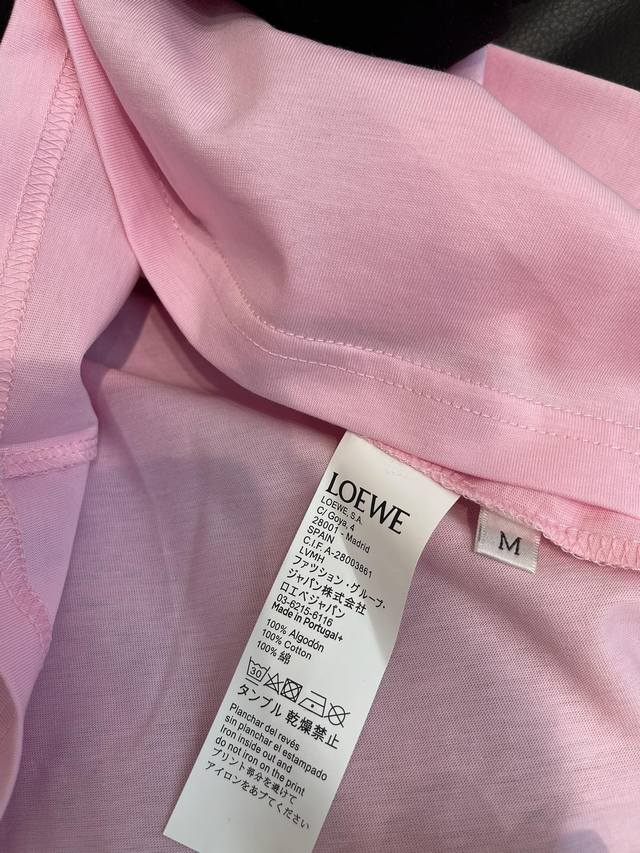 LOEWE
LOEWE, S.A.
C/ Goya, 4
28001 - Madrid
SPAIN
C.I.F. A-28003861
LVMH
ファッション・グループ・
ジャパン株式会社
ロエベジャパン
03-6215-6116
Made in Portugal+
100% Algodón
100% Cotton
100% 綿
30
タンブル 乾燥禁止
Planchar del revés
sin planchar el estampado
Iron inside out and
do not iron on the print
プリント部分を避けて
アイロンをあててください
M